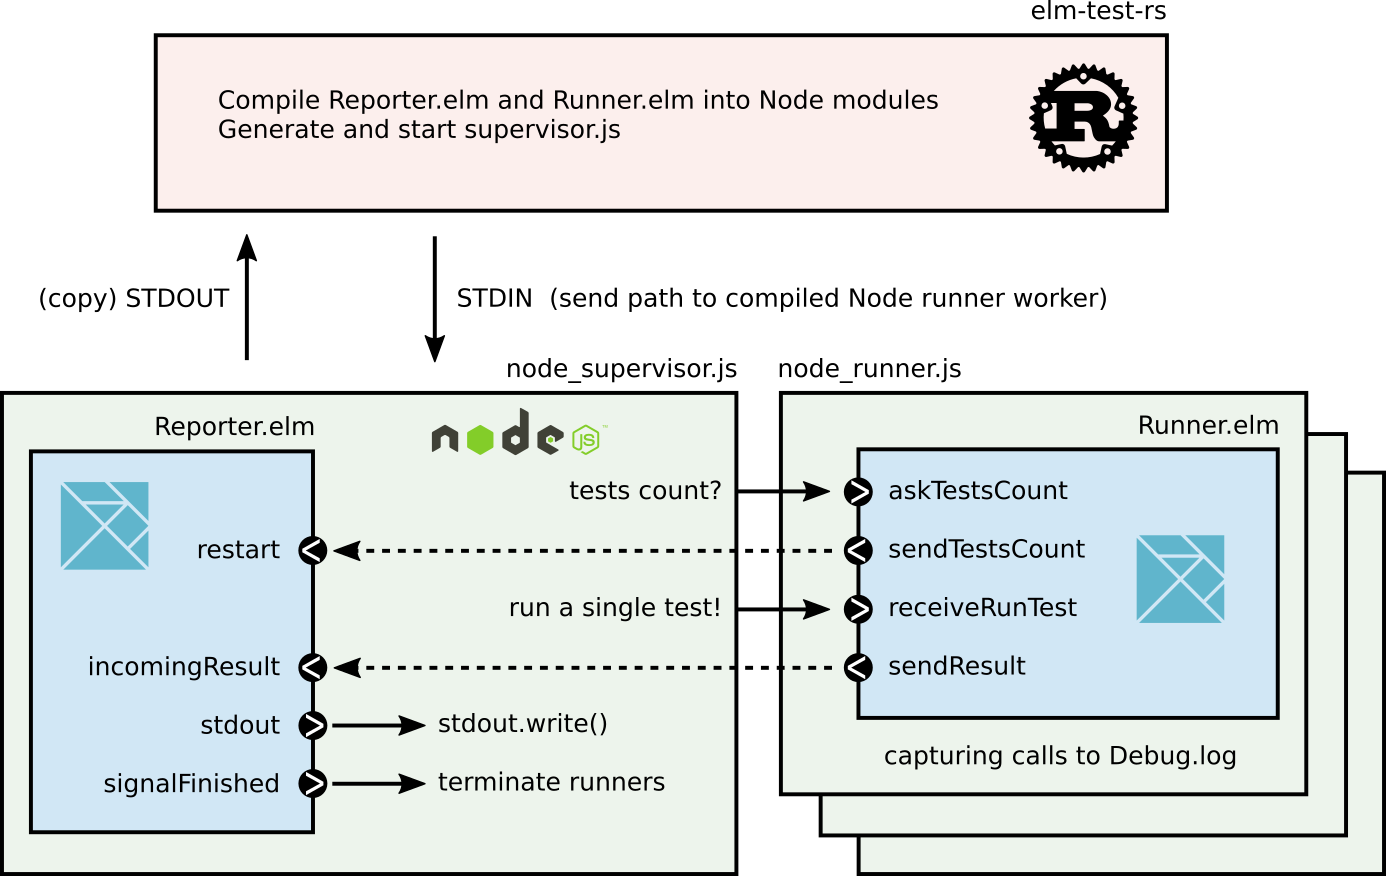 elm-test-rs
Compile Reporter.elm and Runner.elm into Node modules
Generate and start supervisor.js
R
(copy) STDOUT
STDIN (send path to compiled Node runner worker)
node_supervisor.js
node_runner.js
Reporter.elm
node
JS
™
Runner.elm
tests count?
askTestsCount
restart
sendTestsCount
run a single test!
receiveRunTest
incomingResult
sendResult
stdout
stdout.write()
capturing calls to Debug.log
signalFinished
terminate runners